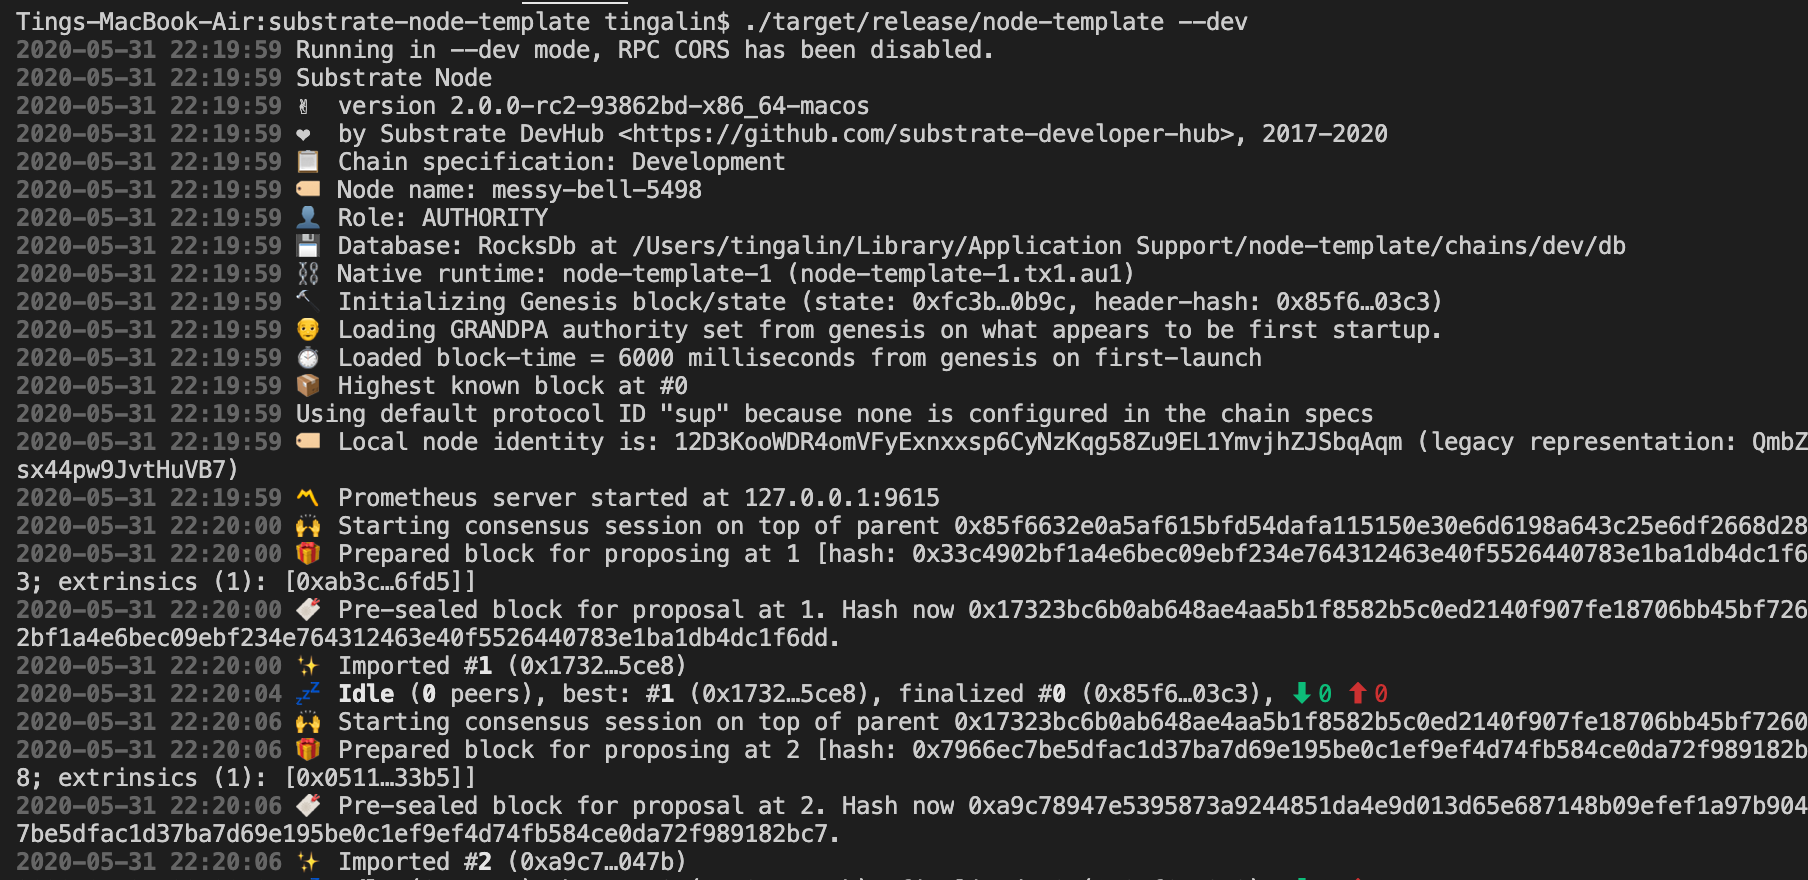 Tings-MacBook-Air:substrate-node-template tingalin$ ./target/release/node-template --dev
2020-05-31 22:19:59 Running in --dev mode, RPC CORS has been disabled.
2020-05-31 22:19:59 Substrate Node
2020-05-31 22:19:59 ✌️ version 2.0.0-rc2-93862bd-x86_64-macos
2020-05-31 22:19:59 ❤️ by Substrate DevHub <https://github.com/substrate-developer-hub>, 2017-2020
2020-05-31 22:19:59 📋 Chain specification: Development
2020-05-31 22:19:59 🏷 Node name: messy-bell-5498
2020-05-31 22:19:59 👤 Role: AUTHORITY
2020-05-31 22:19:59 💾 Database: RocksDb at /Users/tingalin/Library/Application Support/node-template/chains/dev/db
2020-05-31 22:19:59 ⛓ Native runtime: node-template-1 (node-template-1.tx1.au1)
2020-05-31 22:19:59 🔨 Initializing Genesis block/state (state: 0xfc3b…0b9c, header-hash: 0x85f6…03c3)
2020-05-31 22:19:59 👴 Loading GRANDPA authority set from genesis on what appears to be first startup.
2020-05-31 22:19:59 ⏱ Loaded block-time = 6000 milliseconds from genesis on first-launch
2020-05-31 22:19:59 📦 Highest known block at #0
2020-05-31 22:19:59 Using default protocol ID "sup" because none is configured in the chain specs
2020-05-31 22:19:59 🏷 Local node identity is: 12D3KooWDR4omVFyExnxxsp6CyNzKqg58Zu9EL1YmvjhZJSbqAqm (legacy representation: QmbZ
sx44pw9JvtHuVB7)
2020-05-31 22:19:59 〽️ Prometheus server started at 127.0.0.1:9615
2020-05-31 22:20:00 🙌 Starting consensus session on top of parent 0x85f6632e0a5af615bfd54dafa115150e30e6d6198a643c25e6df2668d28
2020-05-31 22:20:00 🎁 Prepared block for proposing at 1 [hash: 0x33c4902bf1a4e6bec09ebf234e764312463e40f5526440783e1ba1db4dc1f6
3; extrinsics (1): [0xab3c…6fd5]]
2020-05-31 22:20:00 🔖 Pre-sealed block for proposal at 1. Hash now 0x17323bc6b0ab648ae4aa5b1f8582b5c0ed2140f907fe18706bb45bf726
2bf1a4e6bec09ebf234e764312463e40f5526440783e1ba1db4dc1f6dd.
2020-05-31 22:20:00 ✨ Imported #1 (0x1732…5ce8)
2020-05-31 22:20:04 💤 Idle (0 peers), best: #1 (0x1732…5ce8), finalized #0 (0x85f6…03c3), ⬇ 0 ⬆ 0
2020-05-31 22:20:06 🙌 Starting consensus session on top of parent 0x17323bc6b0ab648ae4aa5b1f8582b5c0ed2140f907fe18706bb45bf7260
2020-05-31 22:20:06 🎁 Prepared block for proposing at 2 [hash: 0x7966ec7be5dfac1d37ba7d69e195be0c1ef9ef4d74fb584ce0da72f989182b
8; extrinsics (1): [0x0511…33b5]]
2020-05-31 22:20:06 🔖 Pre-sealed block for proposal at 2. Hash now 0xa9c78947e5395873a9244851da4e9d013d65e687148b09efef1a97b904
7be5dfac1d37ba7d69e195be0c1ef9ef4d74fb584ce0da72f989182bc7.
2020-05-31 22:20:06 ✨ Imported #2 (0xa9c7…047b)